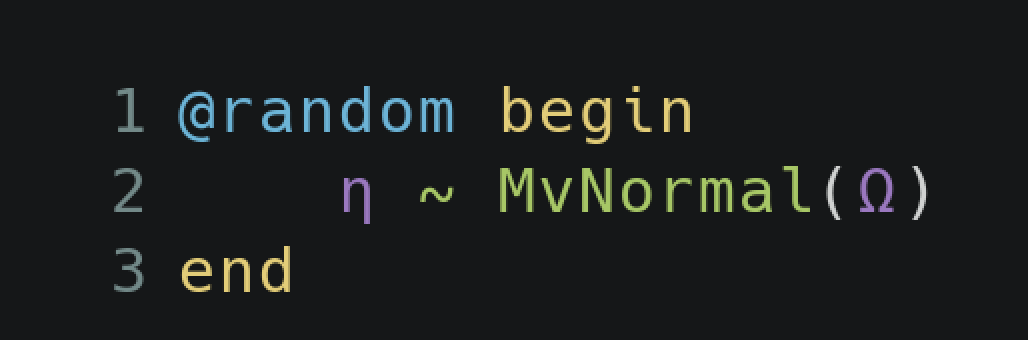 1 @random begin
2     η ~ MvNormal(Ω)
3 end